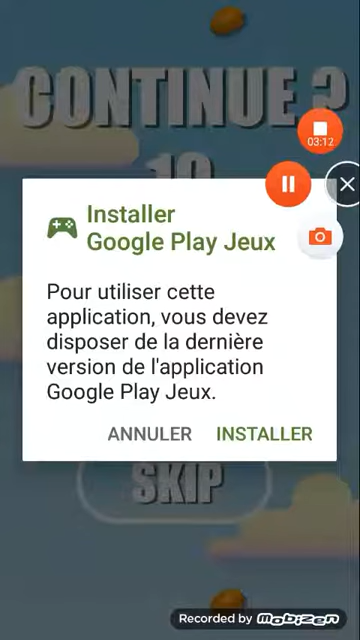 CONTINUE ?
10
03:12
Installer
Google Play Jeux
Pour utiliser cette
application, vous devez
disposer de la dernière
version de l'application
Google Play Jeux.
ANNULER
INSTALLER
SKIP
Recorded by Mobizen